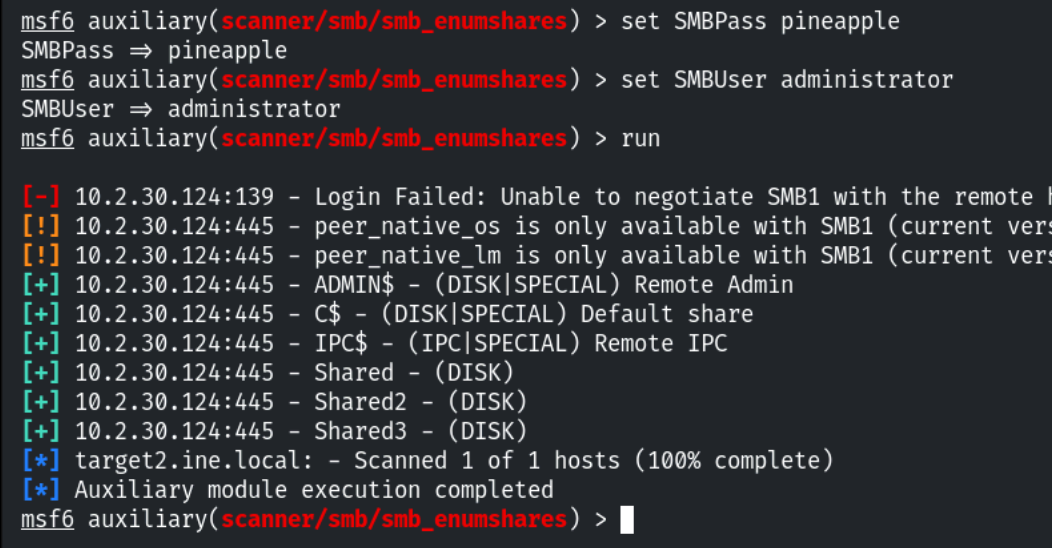 msf6 auxiliary(scanner/smb/smb_enumshares) > set SMBPass pineapple
SMBPass ⇒ pineapple
msf6 auxiliary(scanner/smb/smb_enumshares) > set SMBUser administrator
SMBUser ⇒ administrator
msf6 auxiliary(scanner/smb/smb_enumshares) > run
[-] 10.2.30.124:139 - Login Failed: Unable to negotiate SMB1 with the remote
[!] 10.2.30.124:445 - peer_native_os is only available with SMB1 (current
[!] 10.2.30.124:445 - peer_native_lm is only available with SMB1 (current
[+] 10.2.30.124:445 - ADMIN$ - (DISK|SPECIAL) Remote Admin
[+] 10.2.30.124:445 - C$ - (DISK|SPECIAL) Default share
[+] 10.2.30.124:445 - IPC$ - (IPC|SPECIAL) Remote IPC
[+] 10.2.30.124:445 - Shared - (DISK)
[+] 10.2.30.124:445 - Shared2 - (DISK)
[+] 10.2.30.124:445 - Shared3 - (DISK)
[*] target2.ine.local: - Scanned 1 of 1 hosts (100% complete)
[*] Auxiliary module execution completed
msf6 auxiliary(scanner/smb/smb_enumshares) >